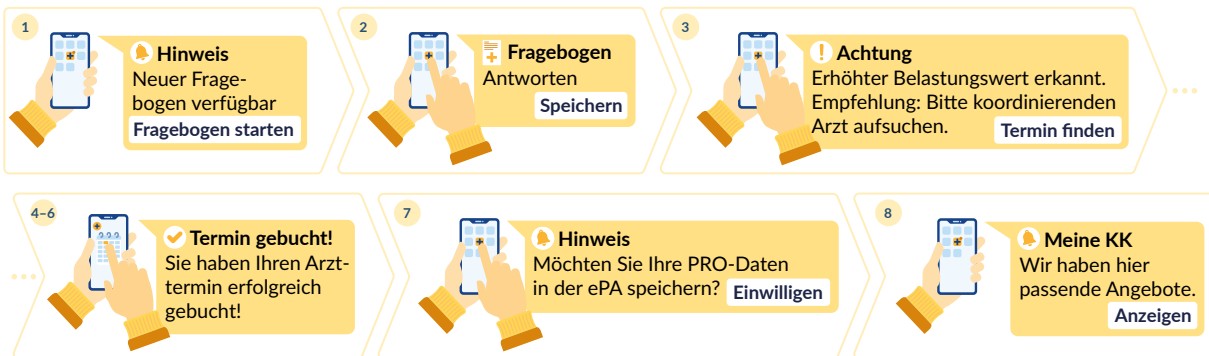 1
Hinweis
Neuer Frage-
bogen verfügbar
Fragebogen starten
2
Fragebogen
Antworten
Speichern
3
Achtung
Erhöhter Belastungswert erkannt.
Empfehlung: Bitte koordinierenden
Arzt aufsuchen.
Termin finden
4–6
Termin gebucht!
Sie haben Ihren Arzt-
termin erfolgreich
gebucht!
7
Hinweis
Möchten Sie Ihre PRO-Daten
in der ePA speichern?
Einwilligen
8
Meine KK
Wir haben hier
passende Angebote.
Anzeigen